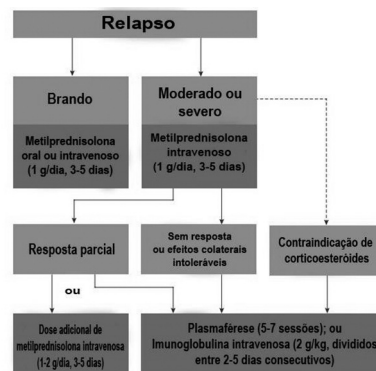 Relapso
Brando
Metilprednisolona
oral ou intravenoso
(1 g/dia, 3-5 dias)
Moderado ou
severo
Metilprednisolona
intravenoso
(1 g/dia, 3-5 dias)
Resposta parcial
Sem resposta
ou efeitos colaterais
intoleráveis
Contraindicação de
corticoesteróides
ou
Dose adicional de
metilprednisolona intravenosa
(1-2 g/dia, 3-5 dias)
Plasmaférese (5-7 sessões); ou
Imunoglobulina intravenosa (2 g/kg, divididos
entre 2-5 dias consecutivos)